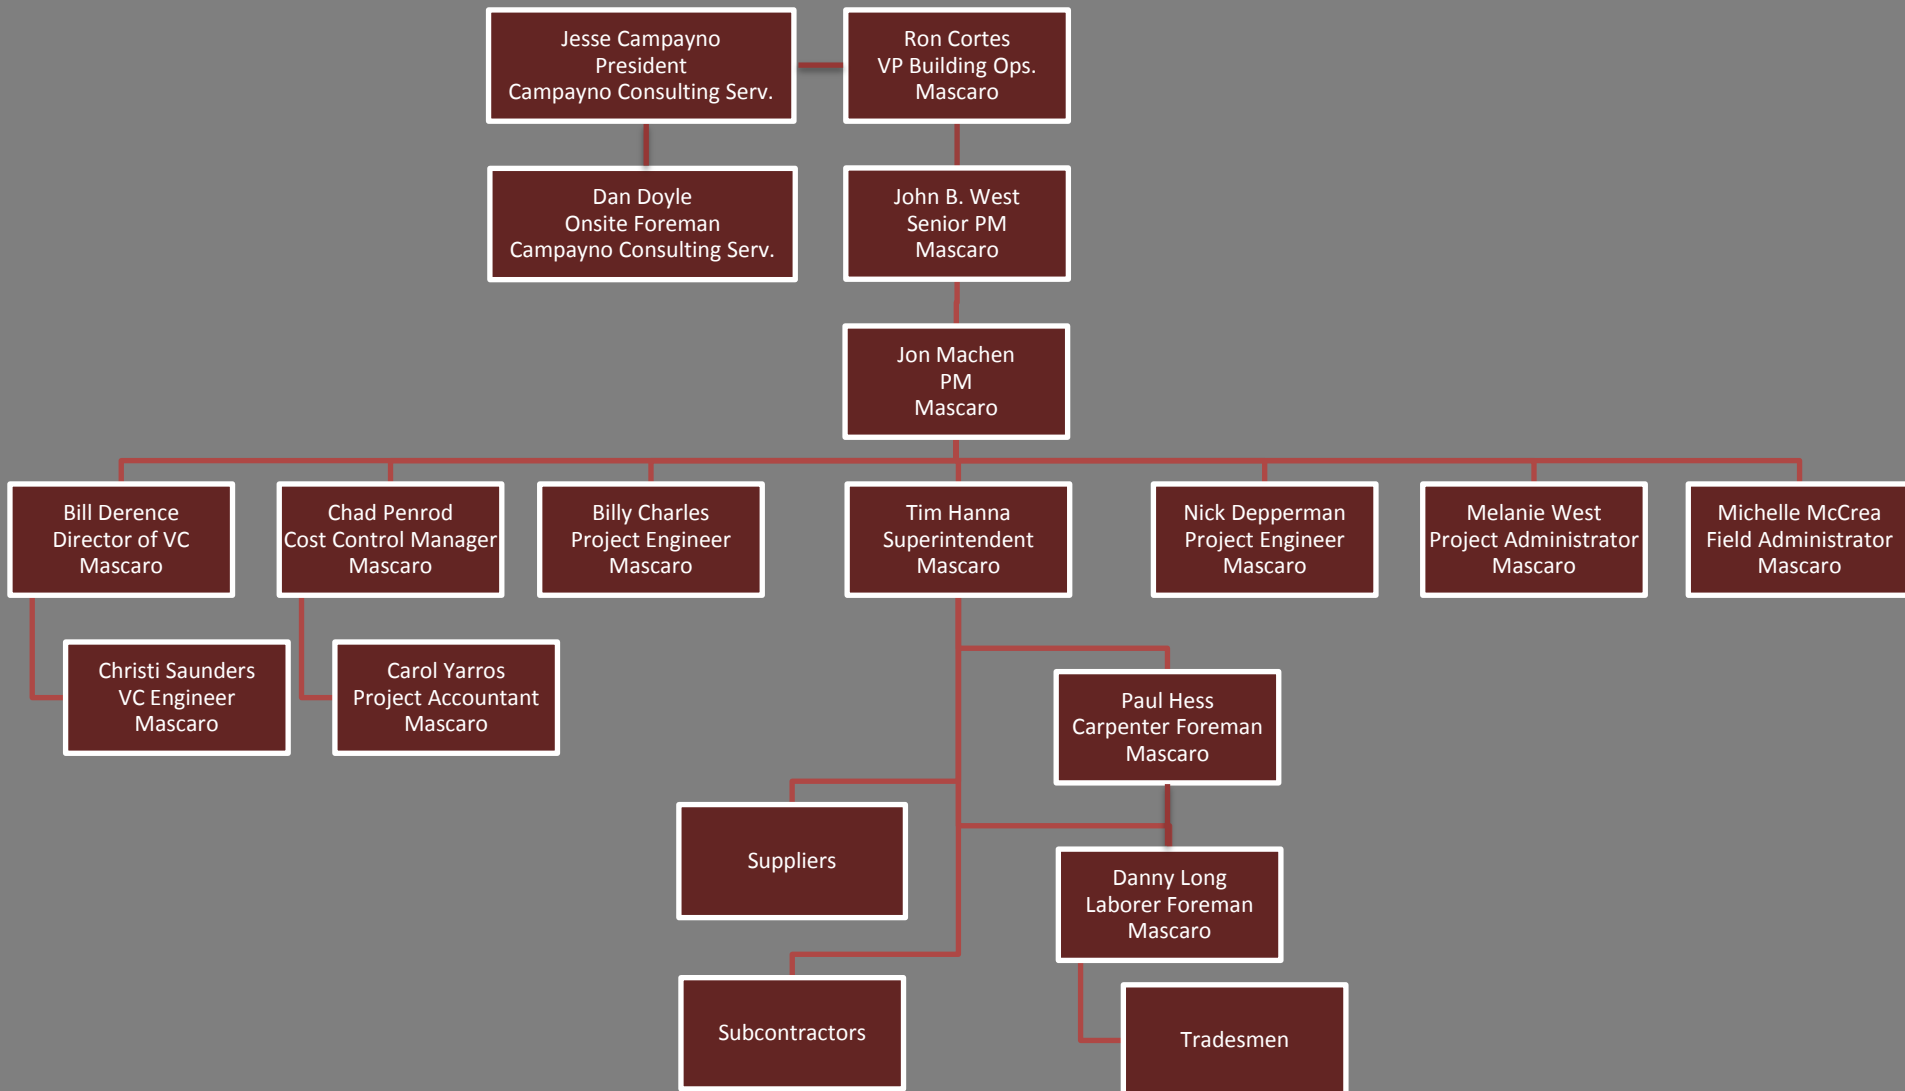 Jesse Campayno
President
Campayno Consulting Serv.
Ron Cortes
VP Building Ops.
Mascaro
Dan Doyle
Onsite Foreman
Campayno Consulting Serv.
John B. West
Senior PM
Mascaro
Jon Machen
PM
Mascaro
Bill Derence
Director of VC
Mascaro
Chad Penrod
Cost Control Manager
Mascaro
Billy Charles
Project Engineer
Mascaro
Tim Hanna
Superintendent
Mascaro
Nick Depperman
Project Engineer
Mascaro
Melanie West
Project Administrator
Mascaro
Michelle McCrea
Field Administrator
Mascaro
Christi Saunders
VC Engineer
Mascaro
Carol Yarros
Project Accountant
Mascaro
Paul Hess
Carpenter Foreman
Mascaro
Suppliers
Danny Long
Laborer Foreman
Mascaro
Subcontractors
Tradesmen